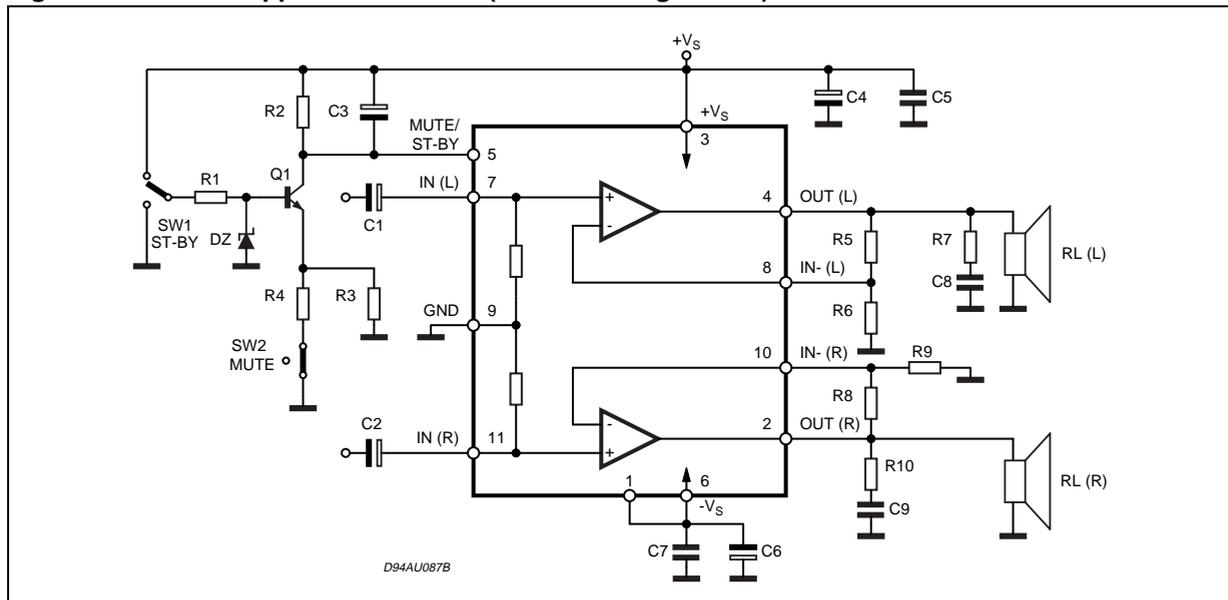 +VS
R2
C3
C4
C5
MUTE/
ST-BY
+VS
3
5
R1
Q1
IN (L)
7
4
OUT (L)
C1
SW1
ST-BY
DZ
R5
R7
RL (L)
8
IN- (L)
C8
R4
R3
R6
GND
9
SW2
MUTE
10
IN- (R)
R9
R8
C2
IN (R)
11
2
OUT (R)
R10
RL (R)
1
6
-VS
C9
C7
C6
D94AU087B